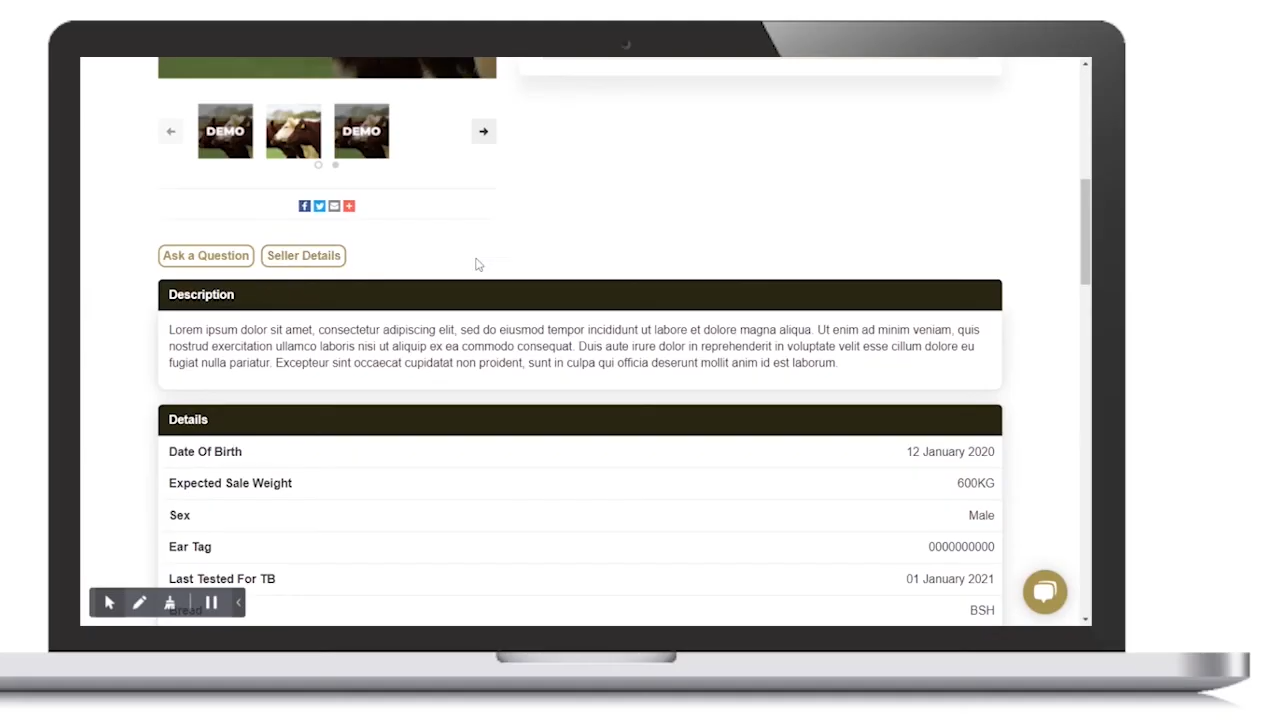 DEMO DEMO
Ask a Question Seller Details
Description
Lorem ipsum dolor sit amet, consectetur adipiscing elit, sed do eiusmod tempor incididunt ut labore et dolore magna aliqua. Ut enim ad minim veniam, quis
nostrud exercitation ullamco laboris nisi ut aliquip ex ea commodo consequat. Duis aute irure dolor in reprehenderit in voluptate velit esse cillum dolore eu
fugiat nulla pariatur. Excepteur sint occaecat cupidatat non proident, sunt in culpa qui officia deserunt mollit anim id est laborum.
Details
Date Of Birth 12 January 2020
Expected Sale Weight 600KG
Sex Male
Ear Tag 0000000000
Last Tested For TB 01 January 2021
Bread BSH